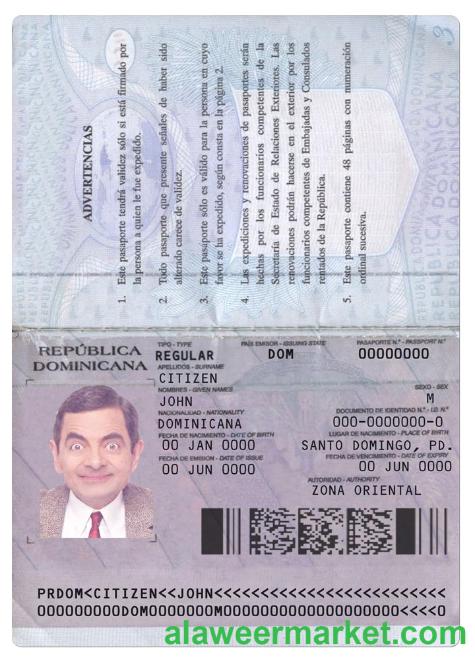 ADVERTENCIAS
1. Este pasaporte tendrá validez sólo si está firmado por
la persona a quien le fue expedido.
2. Todo pasaporte que presente señales de haber sido
alterado carece de validez.
3. Este pasaporte sólo es válido para la persona en cuyo
favor se ha expedido, según consta en la página 2.
4. Las expediciones y renovaciones de pasaportes serán
hechas por los funcionarios competentes de la
Secretaría de Estado de Relaciones Exteriores. Las
renovaciones podrán hacerse en el exterior por los
funcionarios competentes de Embajadas y Consulados
rentados de la República.
5. Este pasaporte contiene 48 páginas con numeración
ordinal sucesiva.
3
REPÚBLICA
DOMINICANA
TIPO - TYPE
REGULAR
PAÍS EMISOR - ISSUING STATE
DOM
PASAPORTE N.° - PASSPORT N.°
00000000
APELLIDOS - SURNAME
CITIZEN
NOMBRES - GIVEN NAMES
JOHN
SEXO - SEX
M
NACIONALIDAD - NATIONALITY
DOMINICANA
DOCUMENTO DE IDENTIDAD N.° - I.D. N.°
000-0000000-0
FECHA DE NACIMIENTO - DATE OF BIRTH
00 JAN 0000
LUGAR DE NACIMIENTO - PLACE OF BIRTH
SANTO DOMINGO, PD.
FECHA DE EMISION - DATE OF ISSUE
00 JUN 0000
FECHA DE VENCIMIENTO - DATE OF EXPIRY
00 JUN 0000
AUTORIDAD - AUTHORITY
ZONA ORIENTAL
PRDOM<CITIZEN<<JOHN<<<<<<<<<<<<<<<<<<<<<<<<<
000000000DOM0000000M00000000000000000000<<<0
alaweermarket.com